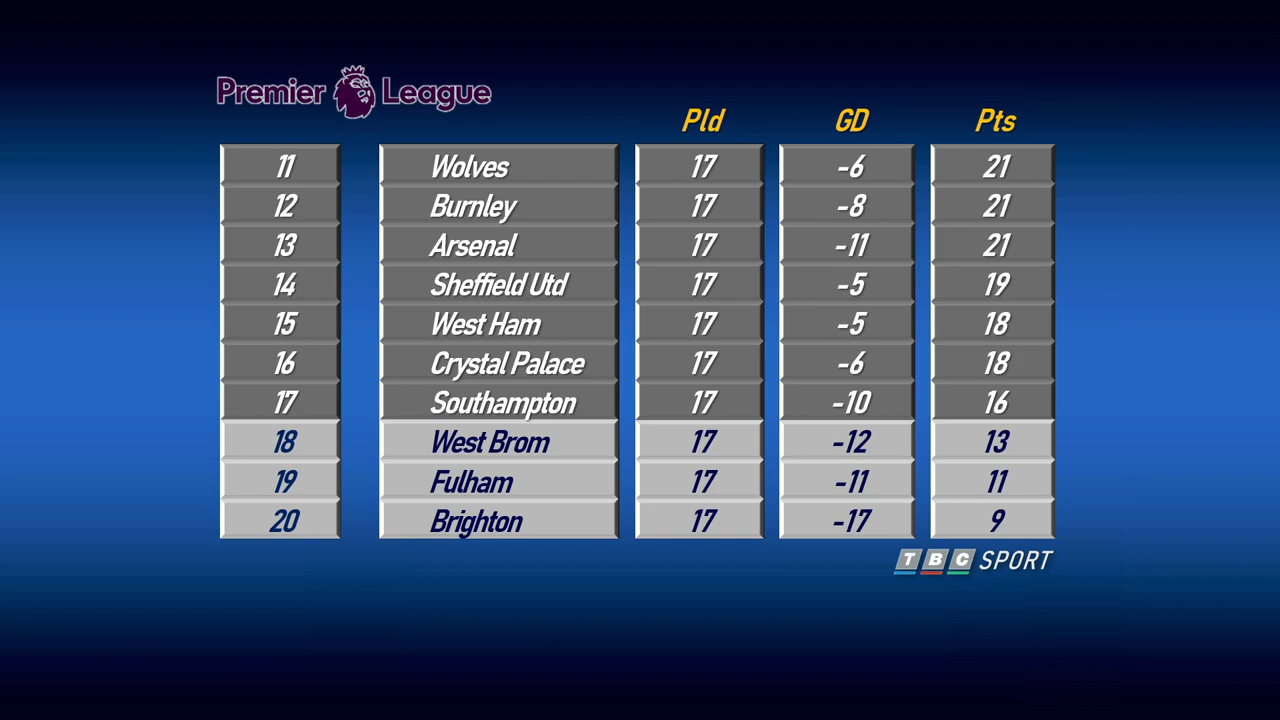 Premier League
Pld GD Pts
11 Wolves 17 -6 21
12 Burnley 17 -8 21
13 Arsenal 17 -11 21
14 Sheffield Utd 17 -5 19
15 West Ham 17 -5 18
16 Crystal Palace 17 -6 18
17 Southampton 17 -10 16
18 West Brom 17 -12 13
19 Fulham 17 -11 11
20 Brighton 17 -17 9
TBC SPORT